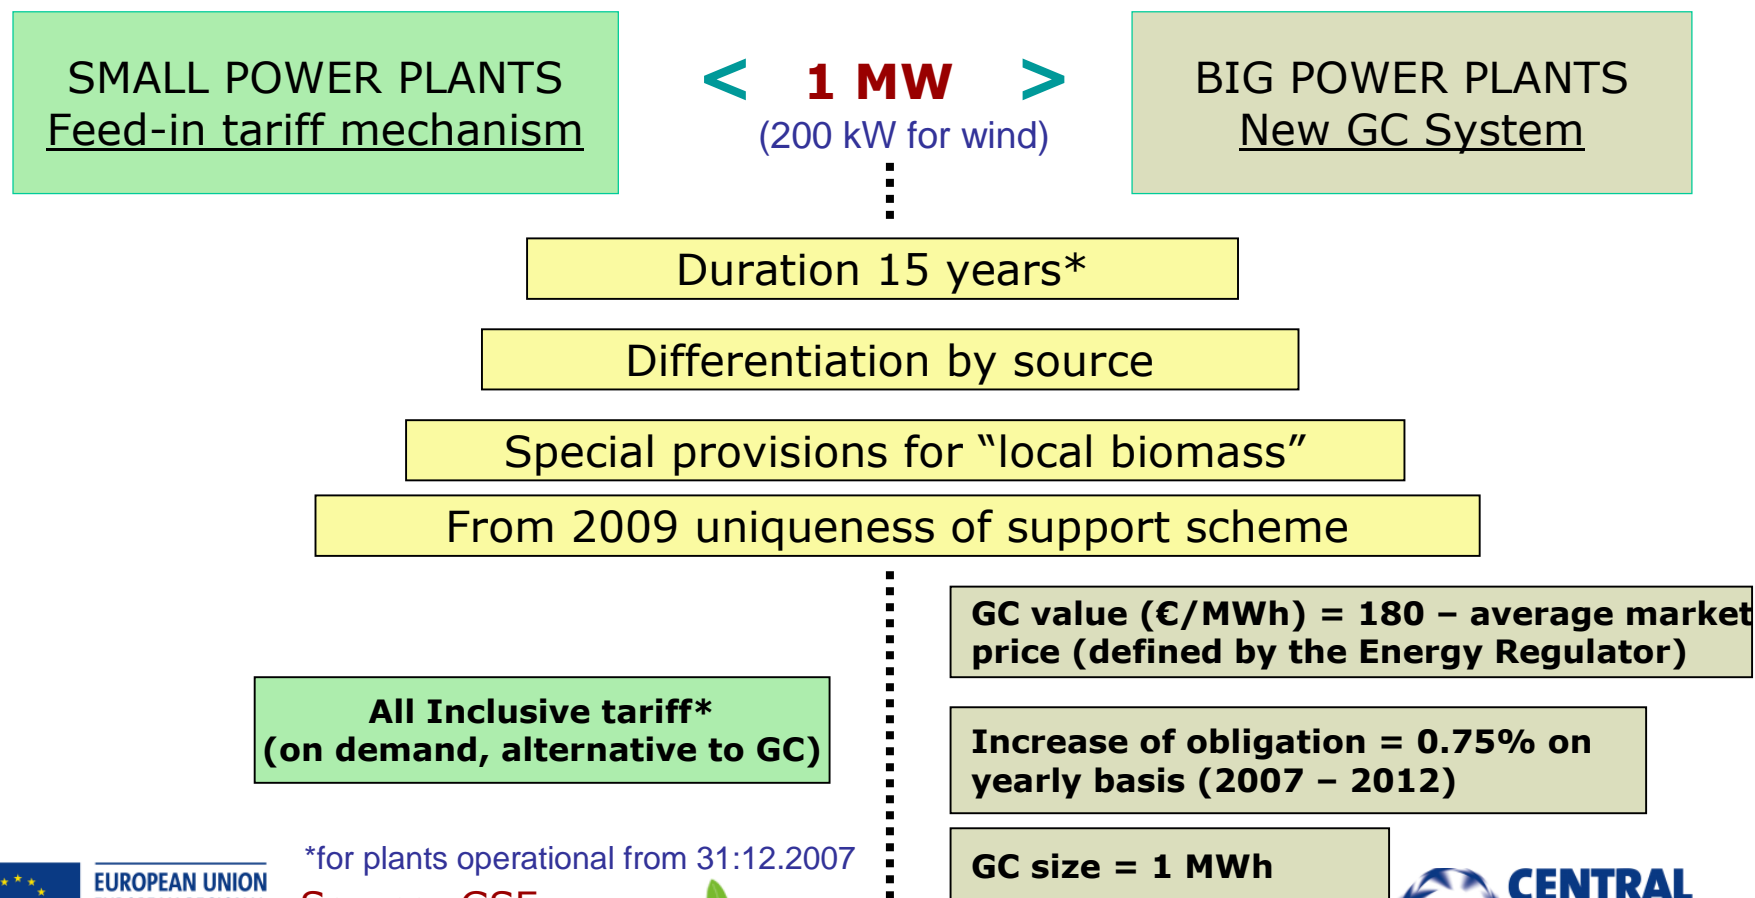 SMALL POWER PLANTS
Feed-in tariff mechanism
< 1 MW >
(200 kW for wind)
BIG POWER PLANTS
New GC System
Duration 15 years*
Differentiation by source
Special provisions for “local biomass”
From 2009 uniqueness of support scheme
GC value (€/MWh) = 180 – average market
price (defined by the Energy Regulator)
All Inclusive tariff*
(on demand, alternative to GC)
Increase of obligation = 0.75% on
yearly basis (2007 – 2012)
*for plants operational from 31:12.2007
GC size = 1 MWh
EUROPEAN UNION
CENTRAL